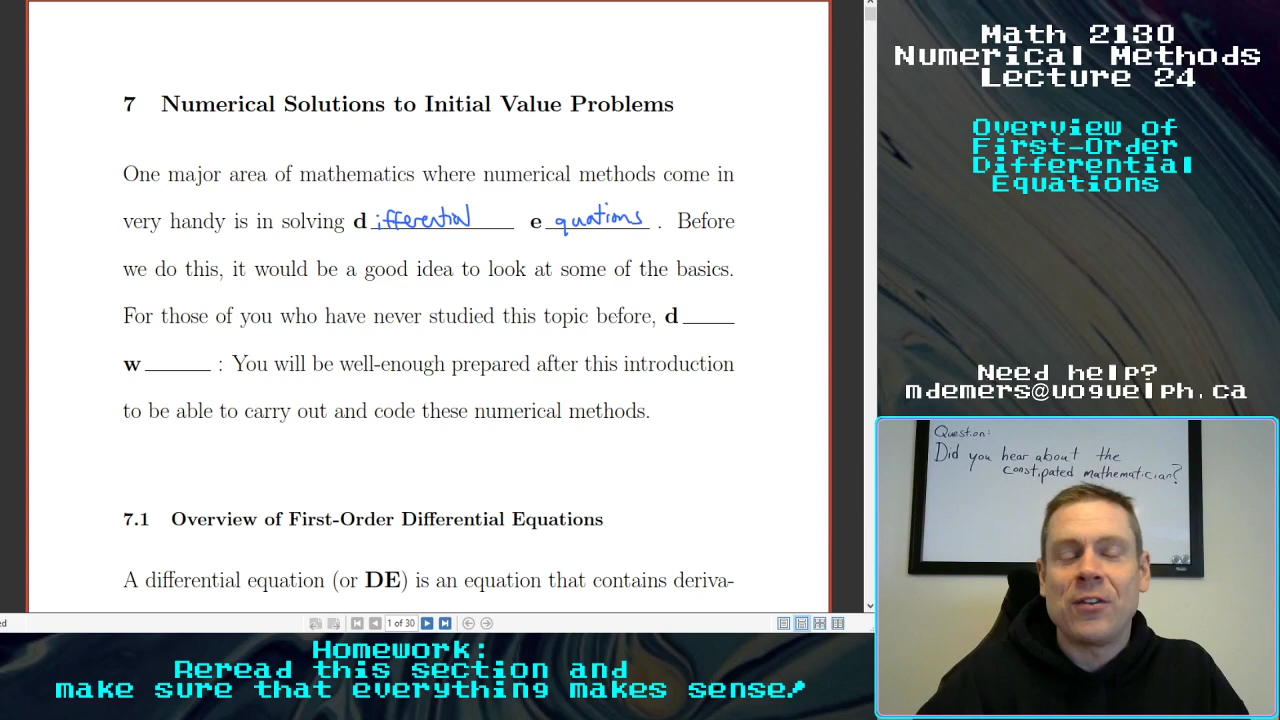 7 Numerical Solutions to Initial Value Problems
One major area of mathematics where numerical methods come in
very handy is in solving differential equations. Before
we do this, it would be a good idea to look at some of the basics.
For those of you who have never studied this topic before, d____
w_____ : You will be well-enough prepared after this introduction
to be able to carry out and code these numerical methods.
7.1 Overview of First-Order Differential Equations
A differential equation (or DE) is an equation that contains deriva-
ed
1 of 30
Math 2130
Numerical Methods
Lecture 24
Overview of
First-Order
Differential
Equations
Need help?
mdemers@uoguelph.ca
Question:
Did you hear about the
constipated mathematician?
Homework:
Reread this section and
make sure that everything makes sense!